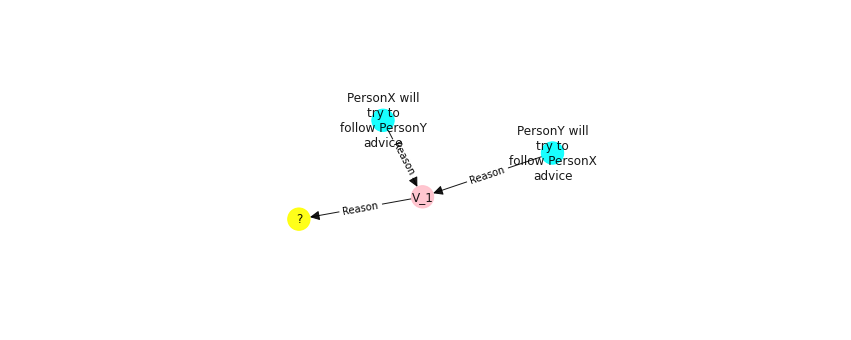 PersonX will
try to
follow PersonY
advice
Reason
PersonY will
try to
follow PersonX
advice
Reason
V_1
Reason
?